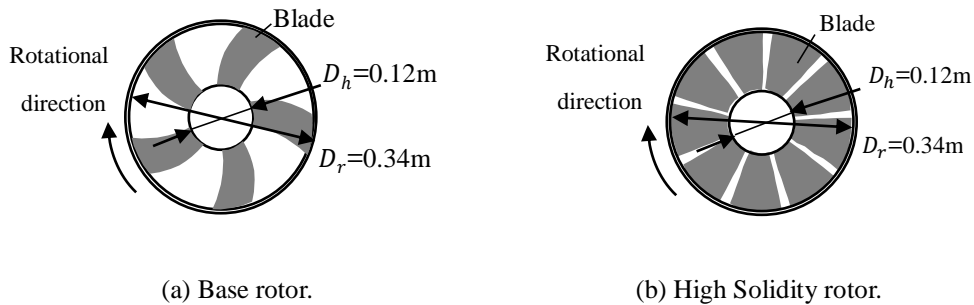 Blade
Rotational
direction
D_h=0.12m
D_r=0.34m
(a) Base rotor.
Blade
Rotational
direction
D_h=0.12m
D_r=0.34m
(b) High Solidity rotor.